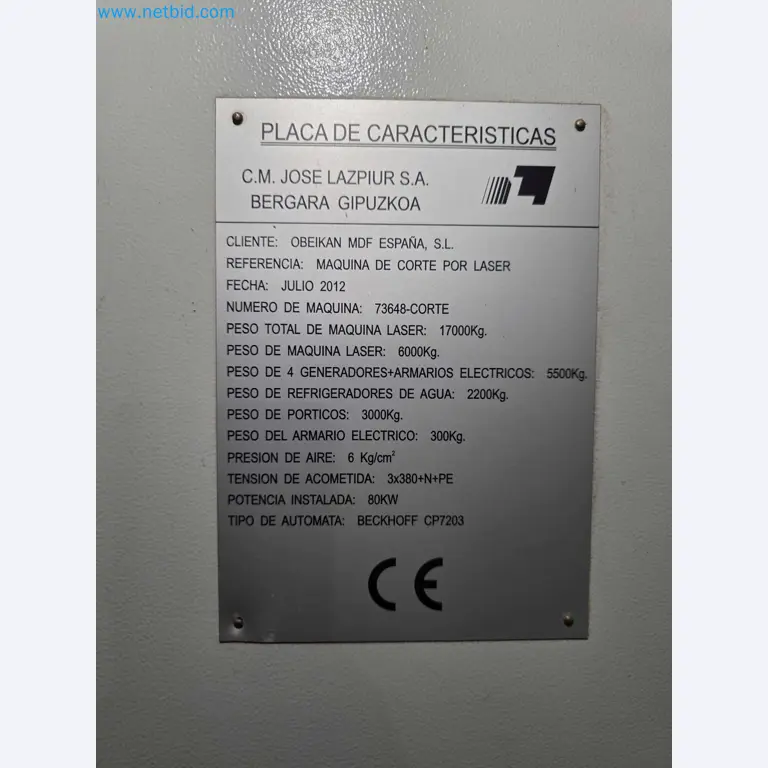 www.netbid.com
PLACA DE CARACTERISTICAS
C.M. JOSE LAZPIUR S.A.
BERGARA GIPUZKOA
CLIENTE: OBEIKAN MDF ESPAÑA, S.L.
REFERENCIA: MAQUINA DE CORTE POR LASER
FECHA: JULIO 2012
NUMERO DE MAQUINA: 73648-CORTE
PESO TOTAL DE MAQUINA LASER: 17000Kg.
PESO DE MAQUINA LASER: 6000Kg.
PESO DE 4 GENERADORES+ARMARIOS ELECTRICOS: 5500Kg.
PESO DE REFRIGERADORES DE AGUA: 2200Kg.
PESO DE PORTICOS: 3000Kg.
PESO DEL ARMARIO ELECTRICO: 300Kg.
PRESION DE AIRE: 6 Kg/cm²
TENSION DE ACOMETIDA: 3x380+N+PE
POTENCIA INSTALADA: 80KW
TIPO DE AUTOMATA: BECKHOFF CP7203
CE